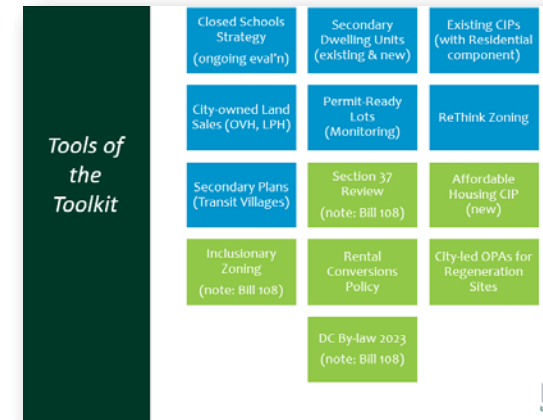 Tools of
the
Toolkit
Closed Schools
Strategy
(ongoing eval'n)
Secondary
Dwelling Units
(existing & new)
Existing CIPs
(with Residential
component)
City-owned Land
Sales (OVH, LPH)
Permit-Ready
Lots
(Monitoring)
ReThink Zoning
Secondary Plans
(Transit Villages)
Section 37
Review
(note: Bill 108)
Affordable
Housing CIP
(new)
Inclusionary
Zoning
(note: Bill 108)
Rental
Conversions
Policy
City-led OPAs for
Regeneration
Sites
DC By-law 2023
(note: Bill 108)